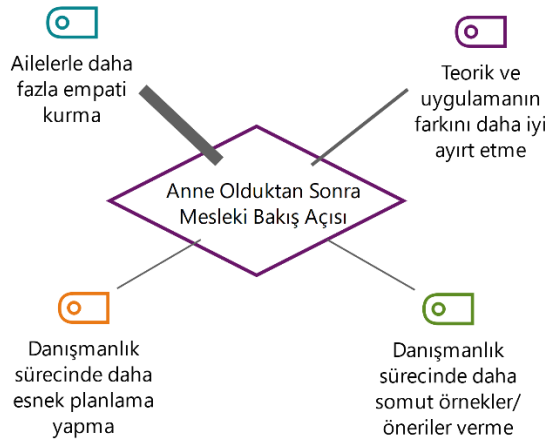 Ailelerle daha
fazla empati
kurma
Teorik ve
uygulamanın
farkını daha iyi
ayırt etme
Anne Olduktan Sonra
Mesleki Bakış Açısı
Danışmanlık
sürecinde daha
esnek planlama
yapma
Danışmanlık
sürecinde daha
somut örnekler/
öneriler verme